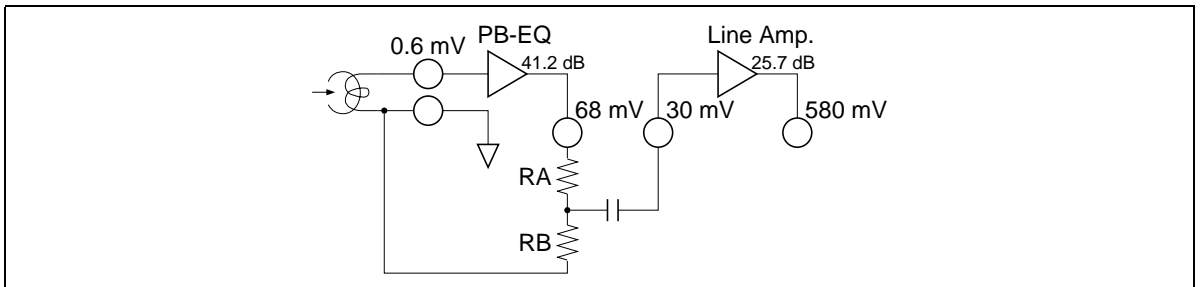 PB-EQ
Line Amp.
0.6 mV
41.2 dB
25.7 dB
68 mV
30 mV
580 mV
RA
RB